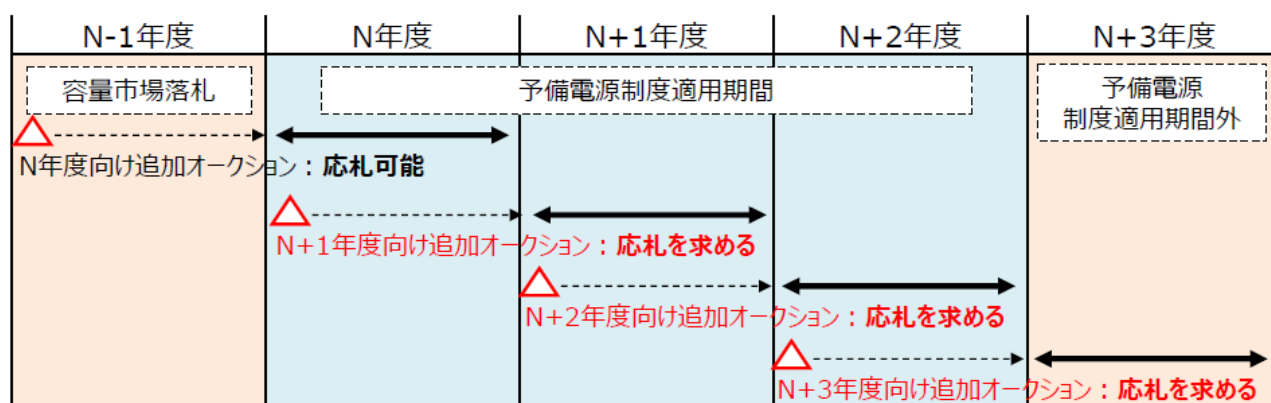 N-1年度 N年度 N+1年度 N+2年度 N+3年度
容量市場落札 予備電源制度適用期間 予備電源
制度適用期間外
N年度向け追加オークション：応札可能
N+1年度向け追加オークション：応札を求める
N+2年度向け追加オークション：応札を求める
N+3年度向け追加オークション：応札を求める